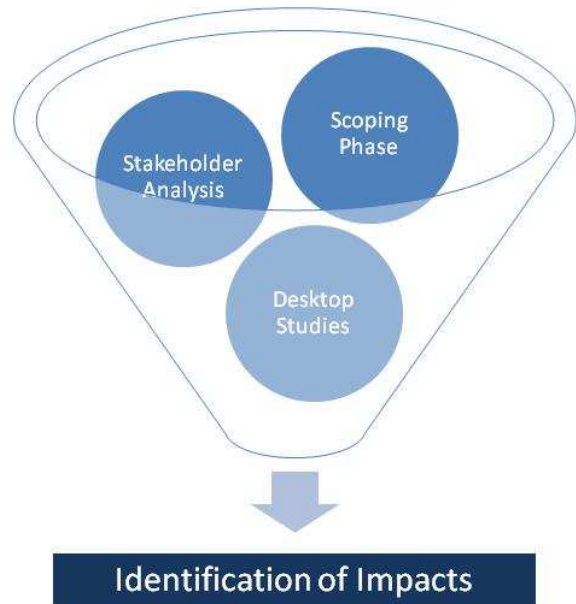 Scoping
Phase
Stakeholder
Analysis
Desktop
Studies
Identification of Impacts